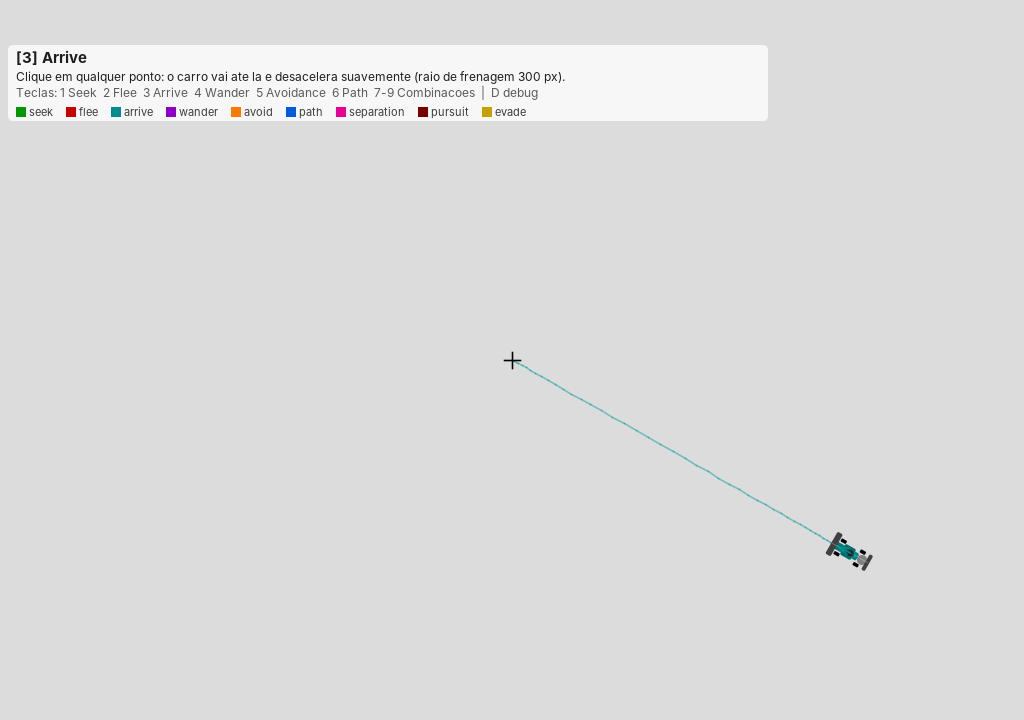 [3] Arrive
Clique em qualquer ponto: o carro vai ate la e desacelera suavemente (raio de frenagem 300 px).
Teclas: 1 Seek  2 Flee  3 Arrive  4 Wander  5 Avoidance  6 Path  7-9 Combinacoes  |  D debug
seek flee arrive wander avoid path separation pursuit evade